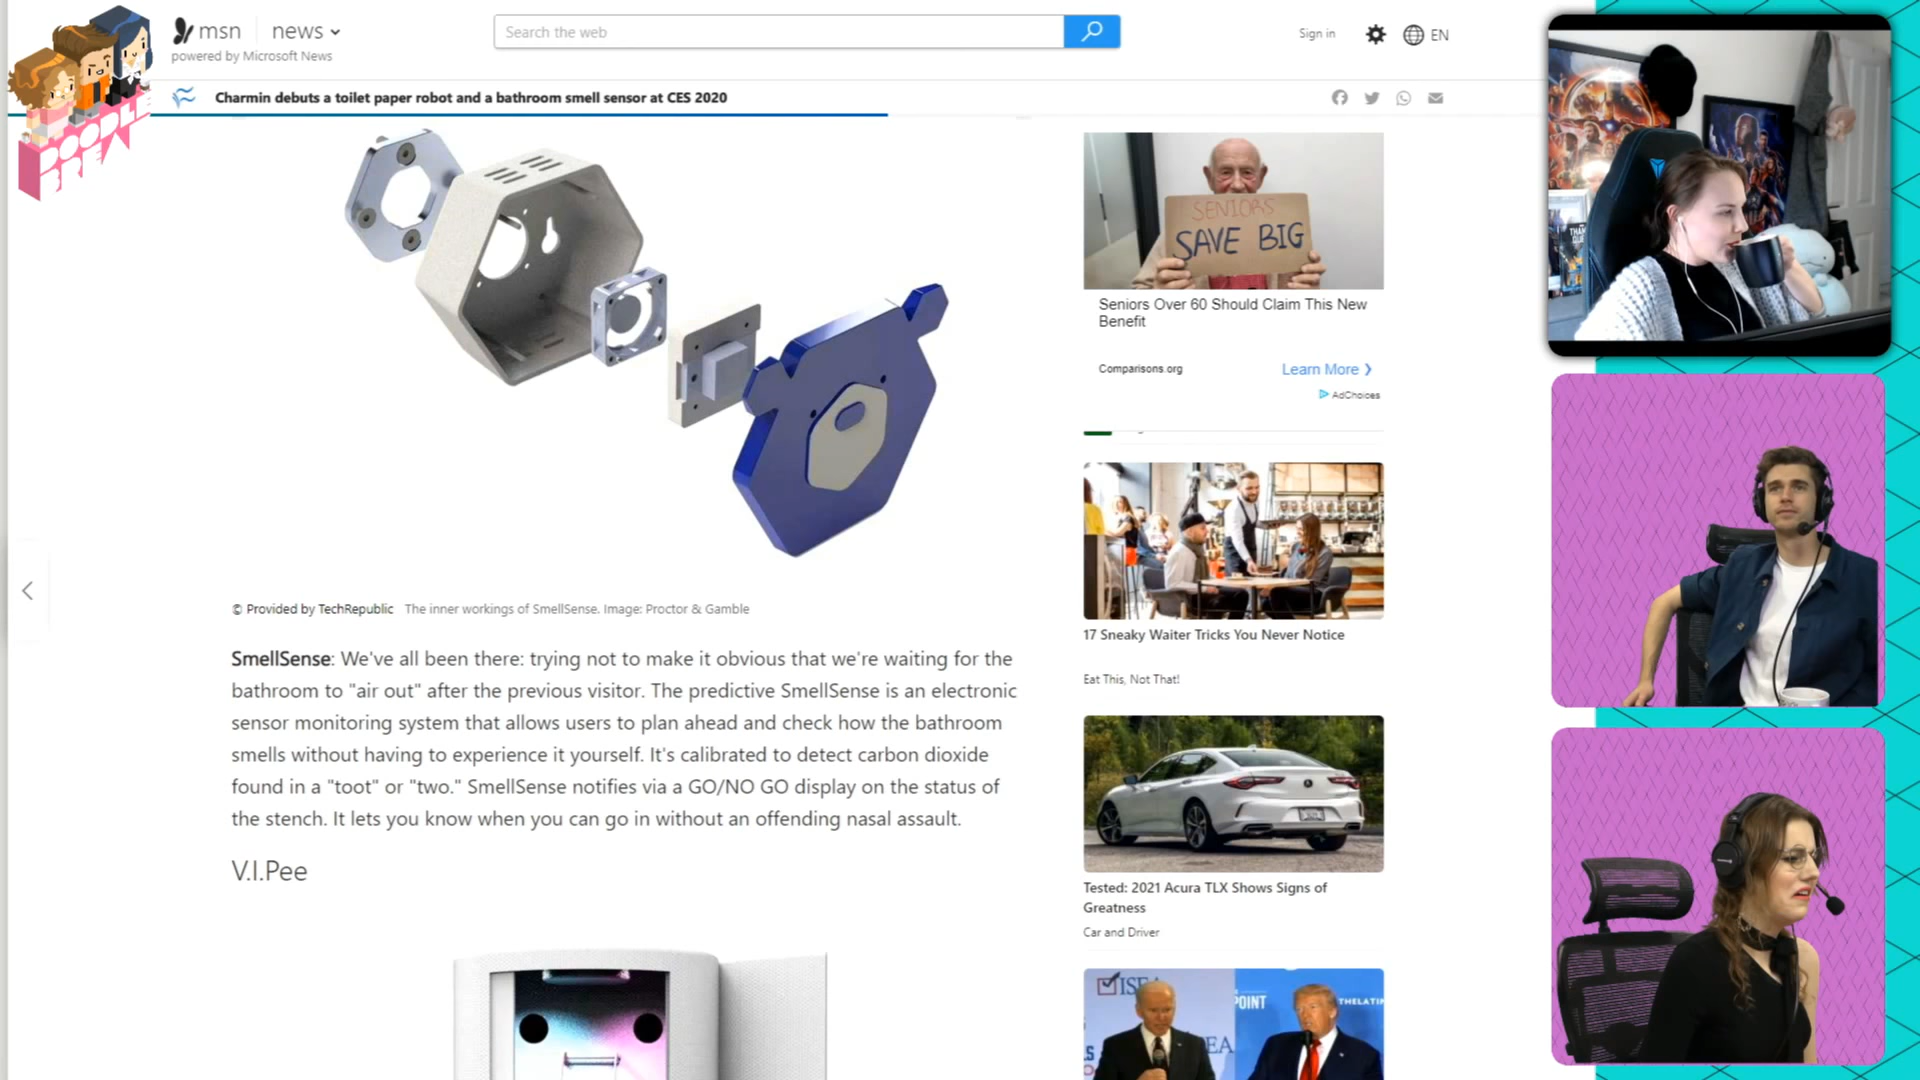 DOODLE
BREW
msn
news
powered by Microsoft News
Search the web
Sign in
EN
Charmin debuts a toilet paper robot and a bathroom smell sensor at CES 2020
SENIORS
SAVE BIG
Seniors Over 60 Should Claim This New
Benefit
Comparisons.org
Learn More
AdChoices
17 Sneaky Waiter Tricks You Never Notice
Eat This, Not That!
Tested: 2021 Acura TLX Shows Signs of
Greatness
Car and Driver
POINT
THELATIN
© Provided by TechRepublic The inner workings of SmellSense. Image: Proctor & Gamble
SmellSense: We've all been there: trying not to make it obvious that we're waiting for the
bathroom to "air out" after the previous visitor. The predictive SmellSense is an electronic
sensor monitoring system that allows users to plan ahead and check how the bathroom
smells without having to experience it yourself. It's calibrated to detect carbon dioxide
found in a "toot" or "two." SmellSense notifies via a GO/NO GO display on the status of
the stench. It lets you know when you can go in without an offending nasal assault.
V.I.Pee